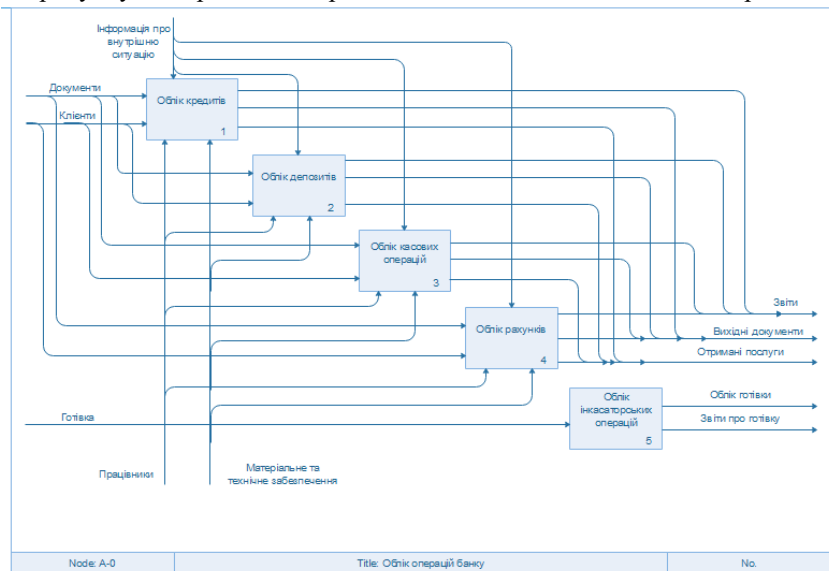 Інформація про
внутрішню
ситуацію
Документи
Клієнти
Облік кредитів
1
Облік депозитів
2
Облік касових
операцій
3
Облік рахунків
4
Облік
інкасаторських
операцій
5
Звіти
Вихідні документи
Отримані послуги
Облік готівки
Звіти про готівку
Готівка
Працівники
Матеріальне та
технічне забезпечення
Node: A-0
Title: Облік операцій банку
No.